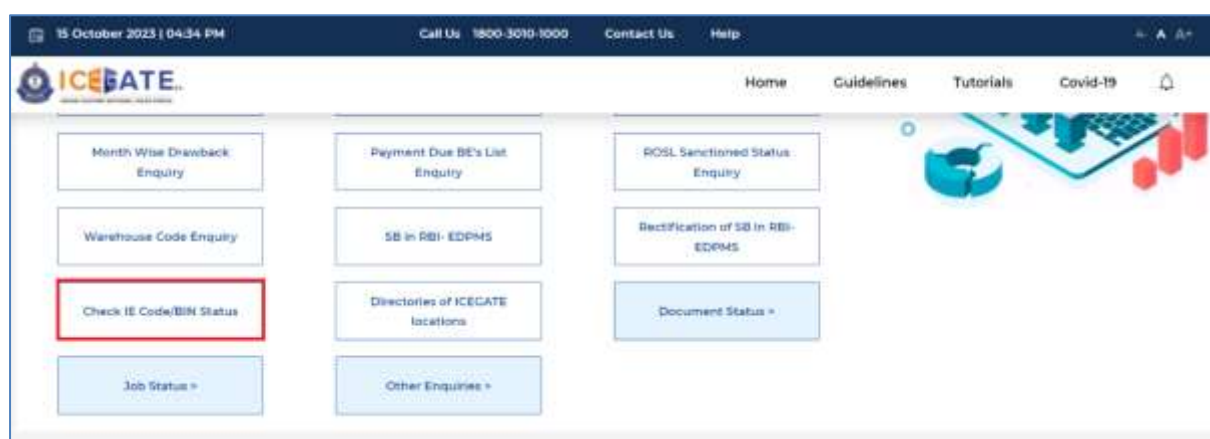 15 October 2023 | 04:34 PM
Call Us 1800-3010-1000
Contact Us
Help
A- A A+
ICEGATE
Home
Guidelines
Tutorials
Covid-19
Month Wise Drawback
Enquiry
Payment Due BE's List
Enquiry
ROSL Sanctioned Status
Enquiry
Warehouse Code Enquiry
SB in RBI- EDPMS
Rectification of SB in RBI-
EDPMS
Check IE Code/BIN Status
Directories of ICEGATE
locations
Document Status »
Job Status »
Other Enquiries »